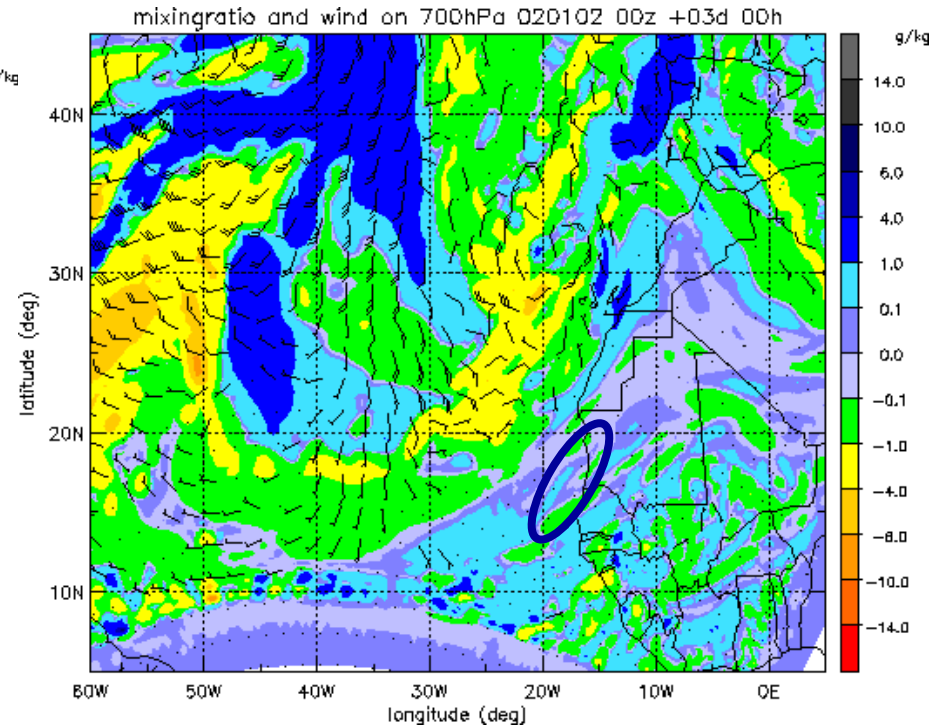 mixingratio and wind on 700hPa 020102 00z +03d 00h
g/kg
/kg
40N
30N
20N
10N
latitude (deg)
60W 50W 40W 30W 20W 10W 0E
longitude (deg)
14.0
10.0
6.0
4.0
1.0
0.1
0.0
-0.1
-1.0
-4.0
-8.0
-10.0
-14.0